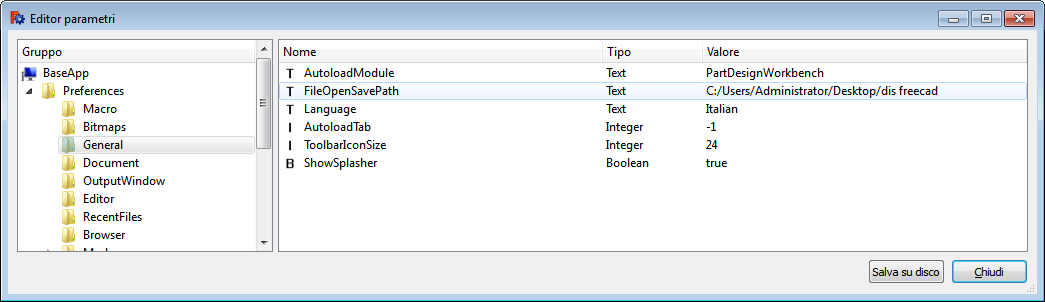 Editor parametri
Gruppo
BaseApp
Preferences
Macro
Bitmaps
General
Document
OutputWindow
Editor
RecentFiles
Browser
Nome Tipo Valore
T AutoloadModule Text PartDesignWorkbench
T FileOpenSavePath Text C:/Users/Administrator/Desktop/dis freecad
T Language Text Italian
I AutoloadTab Integer -1
I ToolbarIconSize Integer 24
B ShowSplasher Boolean true
Salva su disco Chiudi